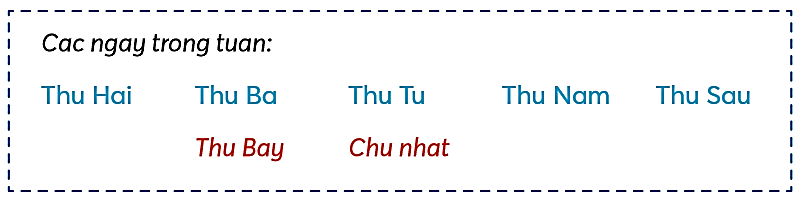 Cac ngay trong tuan:
Thu Hai Thu Ba Thu Tu Thu Nam Thu Sau
Thu Bay Chu nhat